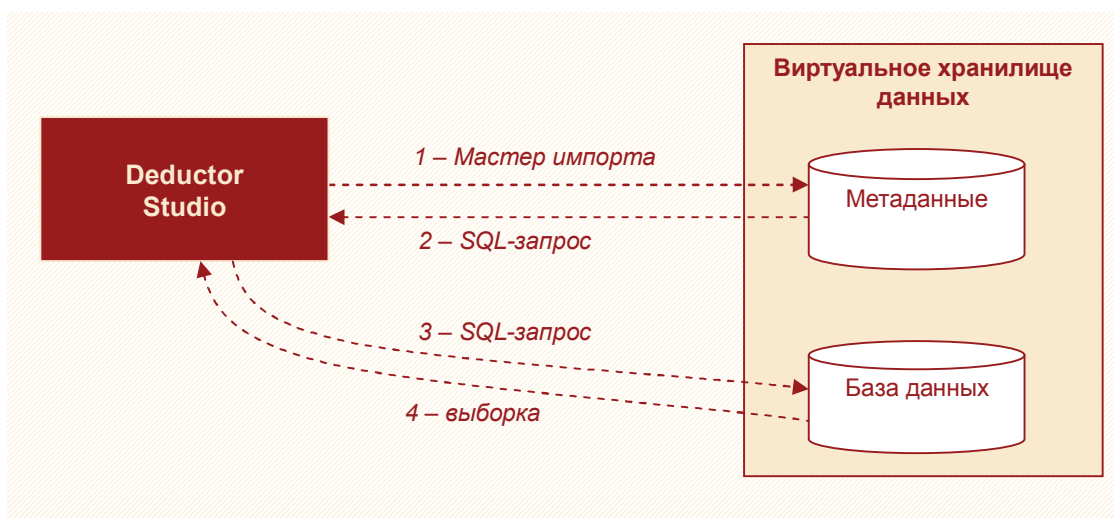 Виртуальное хранилище
данных
Deductor
Studio
1 – Мастер импорта
Метаданные
2 – SQL-запрос
3 – SQL-запрос
База данных
4 – выборка